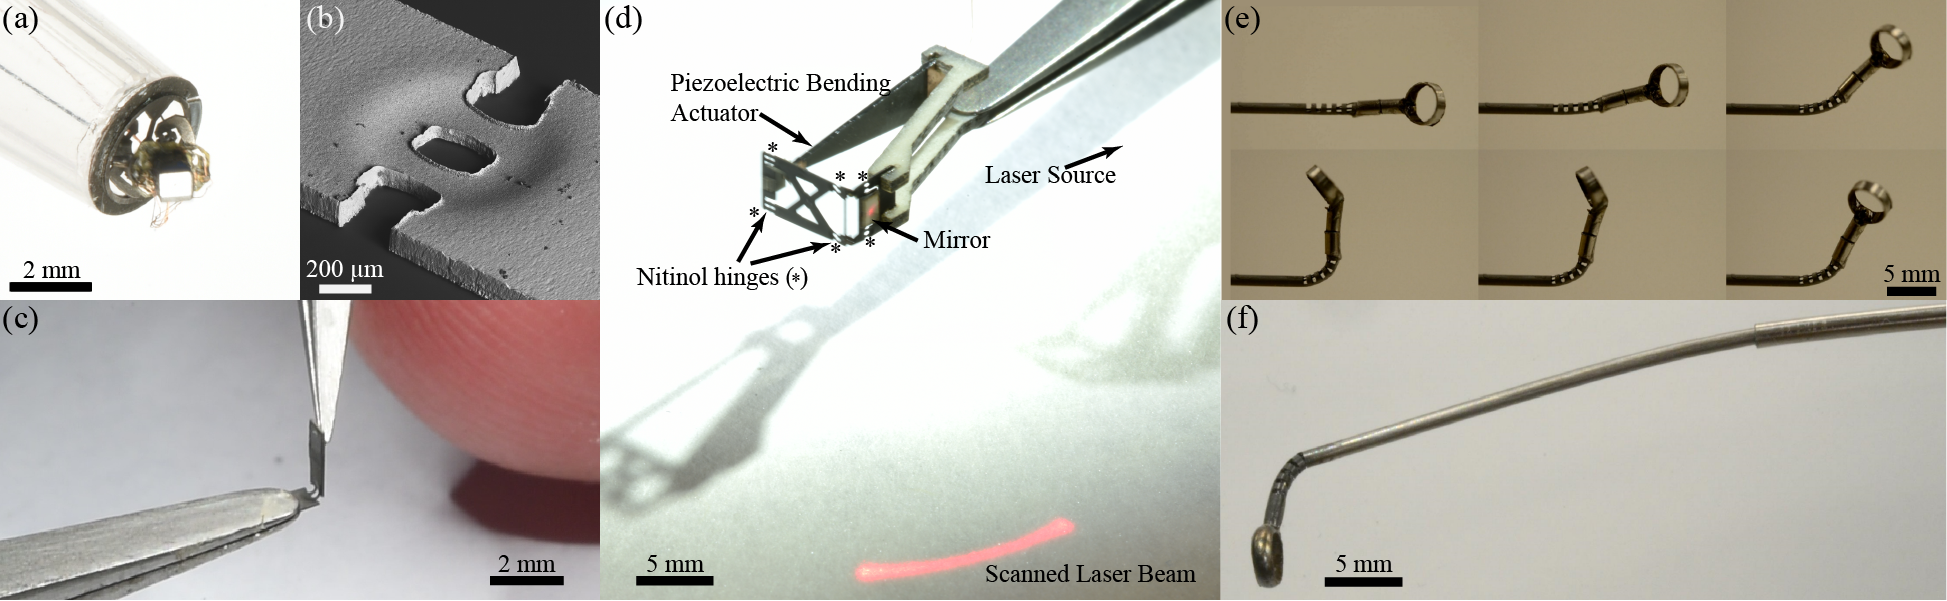 (a)
2 mm
(b)
200 µm
(c)
2 mm
(d)
Piezoelectric Bending
Actuator
*
*
*
*
*
*
Laser Source
Mirror
Nitinol hinges (*)
5 mm
Scanned Laser Beam
(e)
5 mm
(f)
5 mm